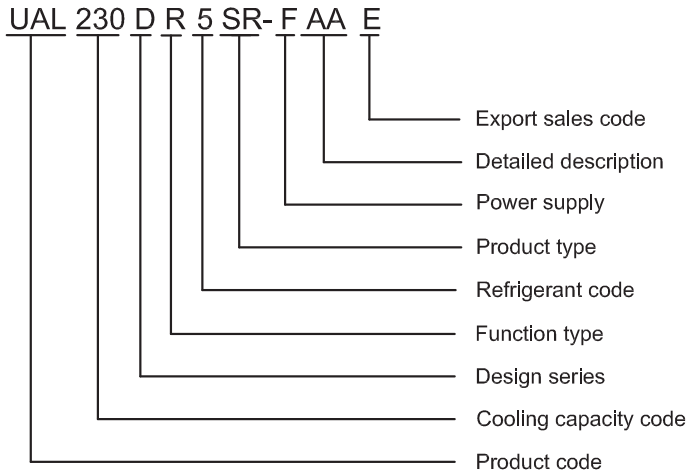 UAL 230 D R 5 SR- F AA E
Export sales code
Detailed description
Power supply
Product type
Refrigerant code
Function type
Design series
Cooling capacity code
Product code